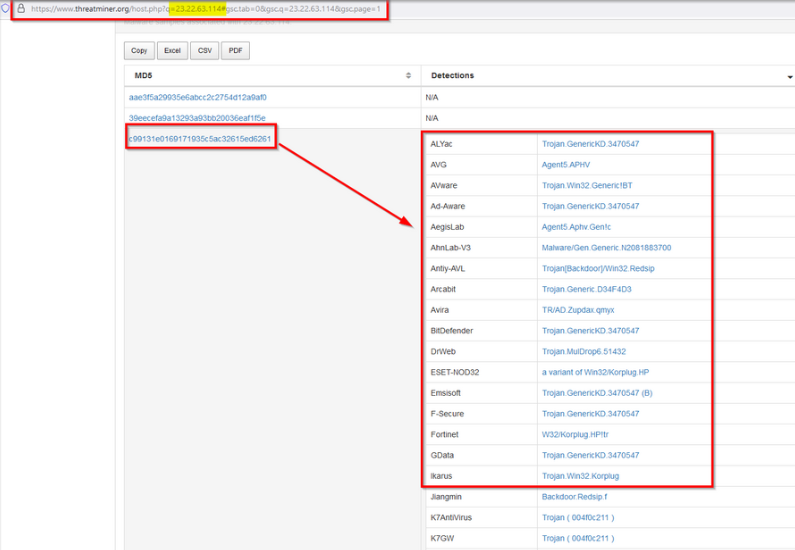 https://www.threatminer.org/host.php?q=23.22.63.114#gsc.tab=0&gsc.q=23.22.63.114&gsc.page=1
Copy Excel CSV PDF
MD5 Detections
aae3f5a29935e6abcc2c2754d12a9af0 N/A
39eecefa9a13293a93bb20036eaf1f5e N/A
c99131e0169171935c5ac32615ed6261
ALYac Trojan.GenericKD.3470547
AVG Agent5.APHV
AVware Trojan.Win32.Generic!BT
Ad-Aware Trojan.GenericKD.3470547
AegisLab Agent5.Aphv.Gen!c
AhnLab-V3 Malware/Gen.Generic.N2081883700
Antiy-AVL Trojan[Backdoor]/Win32.Redsip
Arcabit Trojan.Generic.D34F4D3
Avira TR/AD.Zupdax.qmyx
BitDefender Trojan.GenericKD.3470547
DrWeb Trojan.MulDrop6.51432
ESET-NOD32 a variant of Win32/Korplug.HP
Emsisoft Trojan.GenericKD.3470547 (B)
F-Secure Trojan.GenericKD.3470547
Fortinet W32/Korplug.HP!tr
GData Trojan.GenericKD.3470547
Ikarus Trojan.Win32.Korplug
Jiangmin Backdoor.Redsip.f
K7AntiVirus Trojan ( 004f0c211 )
K7GW Trojan ( 004f0c211 )